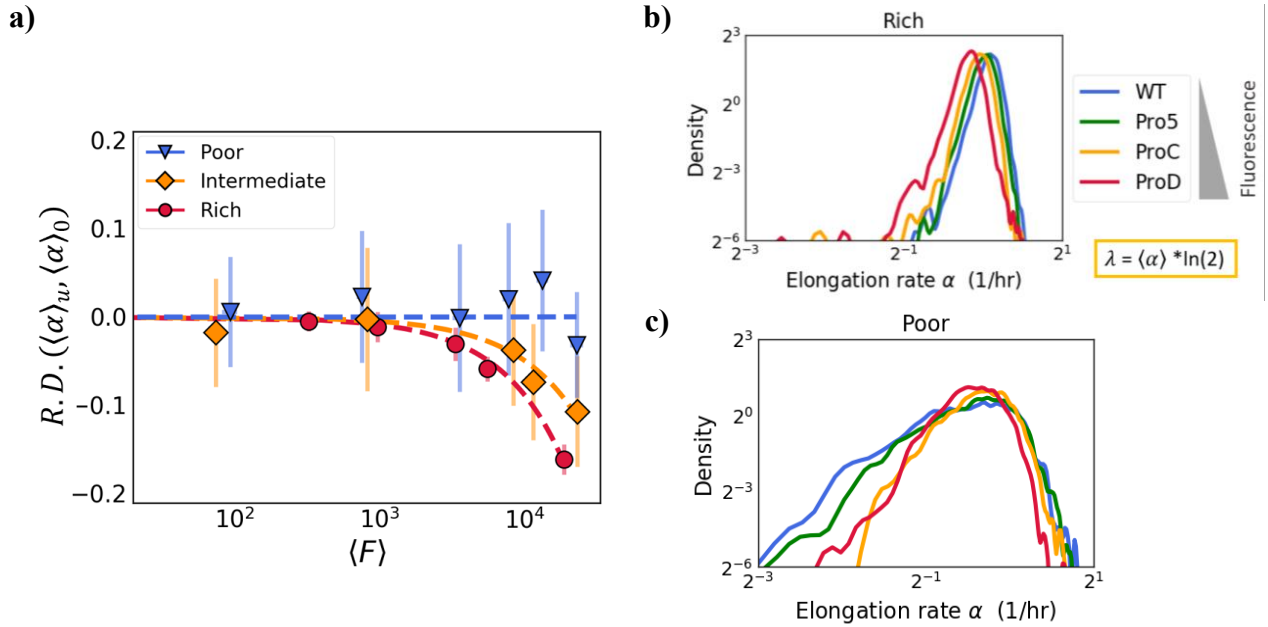 a)
R.D.(⟨α⟩u, ⟨α⟩0)
0.2
0.1
0.0
−0.1
−0.2
Poor
Intermediate
Rich
10²
10³
10⁴
⟨F⟩
b)
Rich
Density
2³
2⁰
2⁻³
2⁻⁶
2⁻¹
2¹
Elongation rate α (1/hr)
WT
Pro5
ProC
ProD
Fluorescence
λ = ⟨α⟩ *ln(2)
c)
Poor
Density
2³
2⁰
2⁻³
2⁻⁶
2⁻³
2⁻¹
2¹
Elongation rate α (1/hr)